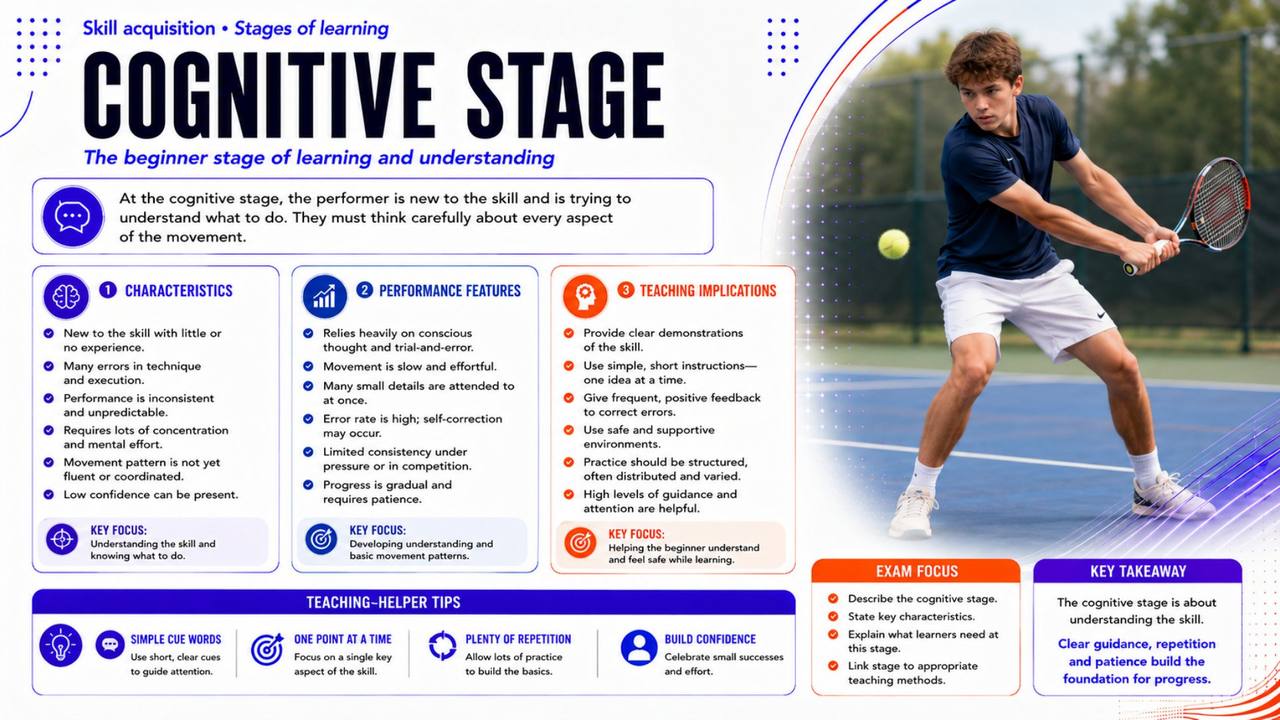 Skill acquisition • Stages of learning
COGNITIVE STAGE
The beginner stage of learning and understanding
At the cognitive stage, the performer is new to the skill and is trying to
understand what to do. They must think carefully about every aspect
of the movement.
1 CHARACTERISTICS
New to the skill with little or
no experience.
Many errors in technique
and execution.
Performance is inconsistent
and unpredictable.
Requires lots of concentration
and mental effort.
Movement pattern is not yet
fluent or coordinated.
Low confidence can be present.
KEY FOCUS:
Understanding the skill and
knowing what to do.
2 PERFORMANCE FEATURES
Relies heavily on conscious
thought and trial-and-error.
Movement is slow and effortful.
Many small details are attended to
at once.
Error rate is high; self-correction
may occur.
Limited consistency under
pressure or in competition.
Progress is gradual and
requires patience.
KEY FOCUS:
Developing understanding and
basic movement patterns.
3 TEACHING IMPLICATIONS
Provide clear demonstrations
of the skill.
Use simple, short instructions—
one idea at a time.
Give frequent, positive feedback
to correct errors.
Use safe and supportive
environments.
Practice should be structured,
often distributed and varied.
High levels of guidance and
attention are helpful.
KEY FOCUS:
Helping the beginner understand
and feel safe while learning.
TEACHING-HELPER TIPS
SIMPLE CUE WORDS
Use short, clear cues
to guide attention.
ONE POINT AT A TIME
Focus on a single key
aspect of the skill.
PLENTY OF REPETITION
Allow lots of practice
to build the basics.
BUILD CONFIDENCE
Celebrate small successes
and effort.
EXAM FOCUS
Describe the cognitive stage.
State key characteristics.
Explain what learners need at
this stage.
Link stage to appropriate
teaching methods.
KEY TAKEAWAY
The cognitive stage is about
understanding the skill.
Clear guidance, repetition
and patience build the
foundation for progress.